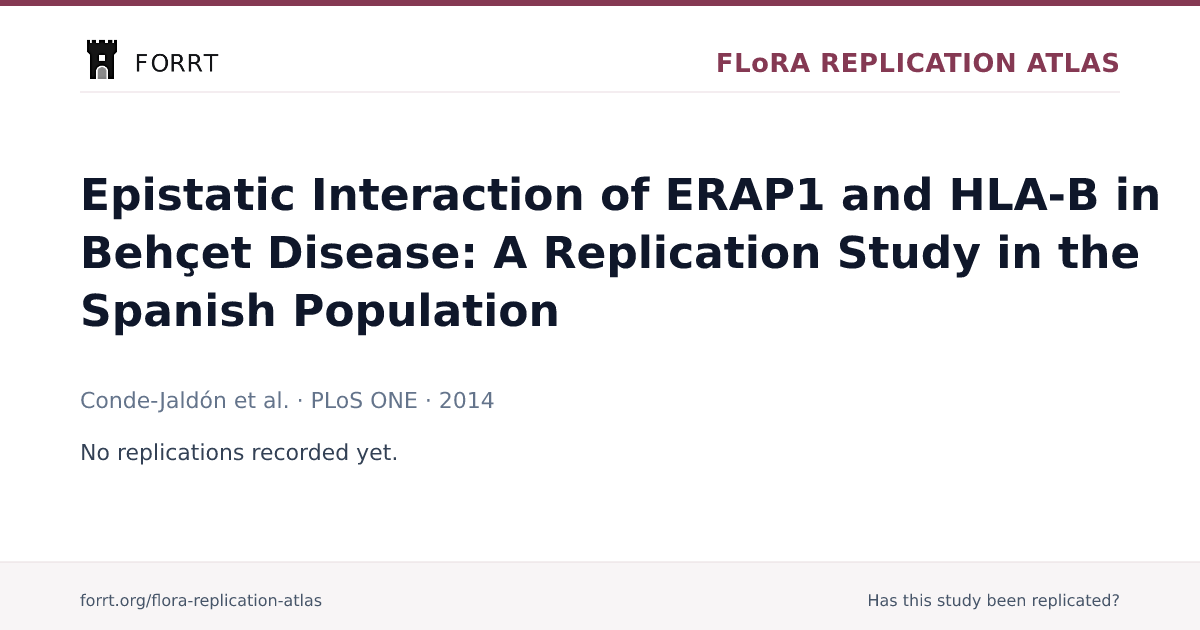 FORRT
FLoRA REPLICATION ATLAS
Epistatic Interaction of ERAP1 and HLA-B in
Behçet Disease: A Replication Study in the
Spanish Population
Conde-Jaldón et al. · PLoS ONE · 2014
No replications recorded yet.
forrt.org/flora-replication-atlas
Has this study been replicated?